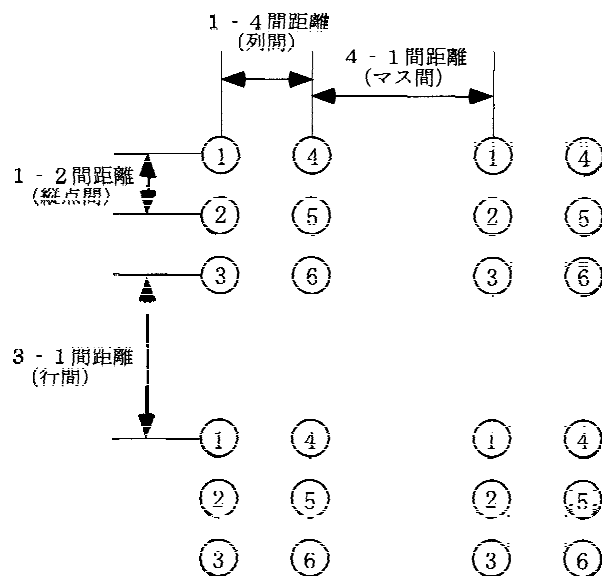 1 - 4間距離
(列間)
4 - 1間距離
(マス間)
① ④ ① ④
1 - 2間距離
(縦点間)
② ⑤ ② ⑤
③ ⑥ ③ ⑥
3 - 1間距離
(行間)
① ④ ① ④
② ⑤ ② ⑤
③ ⑥ ③ ⑥